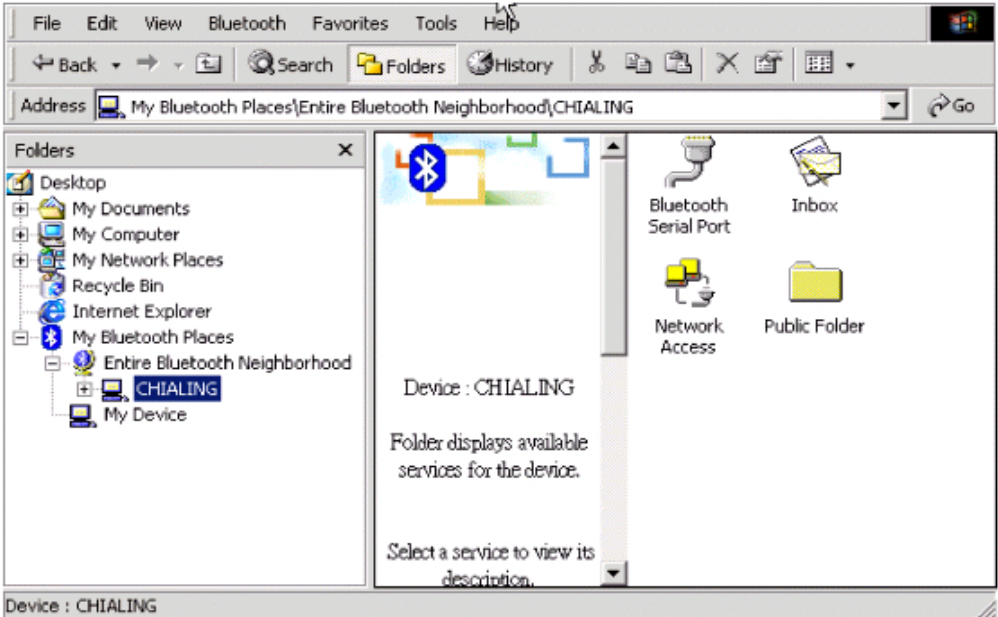 File Edit View Bluetooth Favorites Tools Help
Back Search Folders History
Address My Bluetooth Places\Entire Bluetooth Neighborhood\CHIALING Go
Folders
Desktop
My Documents
My Computer
My Network Places
Recycle Bin
Internet Explorer
My Bluetooth Places
Entire Bluetooth Neighborhood
CHIALING
My Device
Device : CHIALING
Folder displays available
services for the device.
Select a service to view its
description.
Bluetooth
Serial Port
Inbox
Network
Access
Public Folder
Device : CHIALING